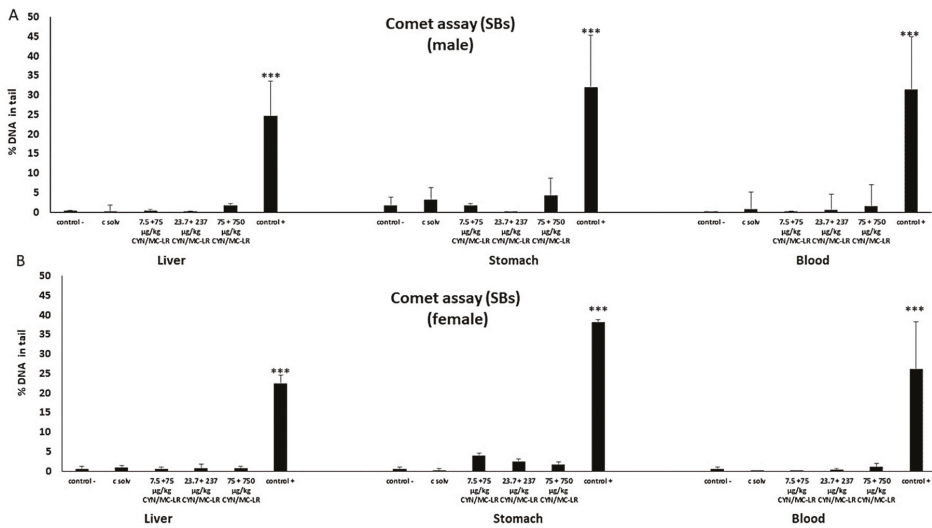 A
Comet assay (SBs)
(male)
% DNA in tail
50
45
40
35
30
25
20
15
10
5
0
***
***
***
control -
c solv
7.5 +75
µg/kg
CYN/MC-LR
23.7 + 237
µg/kg
CYN/MC-LR
75 + 750
µg/kg
CYN/MC-LR
control +
control -
c solv
7.5 +75
µg/kg
CYN/MC-LR
23.7 + 237
µg/kg
CYN/MC-LR
75 + 750
µg/kg
CYN/MC-LR
control +
control -
c solv
7.5 +75
µg/kg
CYN/MC-LR
23.7 + 237
µg/kg
CYN/MC-LR
75 + 750
µg/kg
CYN/MC-LR
control +
Liver
Stomach
Blood
B
Comet assay (SBs)
(female)
% DNA in tail
50
45
40
35
30
25
20
15
10
5
0
***
***
***
control -
c solv
7.5 +75
µg/kg
CYN/MC-LR
23.7 + 237
µg/kg
CYN/MC-LR
75 + 750
µg/kg
CYN/MC-LR
control +
control -
c solv
7.5 +75
µg/kg
CYN/MC-LR
23.7 + 237
µg/kg
CYN/MC-LR
75 + 750
µg/kg
CYN/MC-LR
control +
control -
c solv
7.5 +75
µg/kg
CYN/MC-LR
23.7 + 237
µg/kg
CYN/MC-LR
75 + 750
µg/kg
CYN/MC-LR
control +
Liver
Stomach
Blood